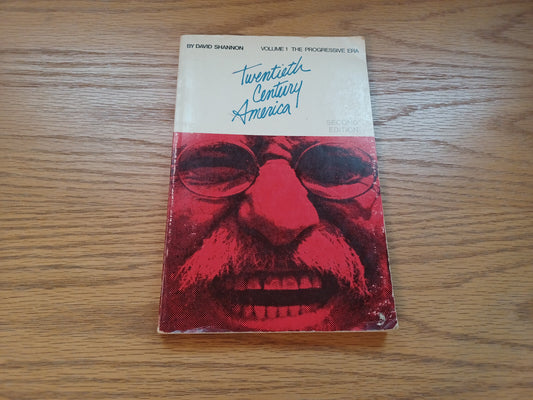 BY DAVID SHANNON VOLUME 1 THE PROGRESSIVE ERA
Twentieth
Century
America
SECOND
EDITION